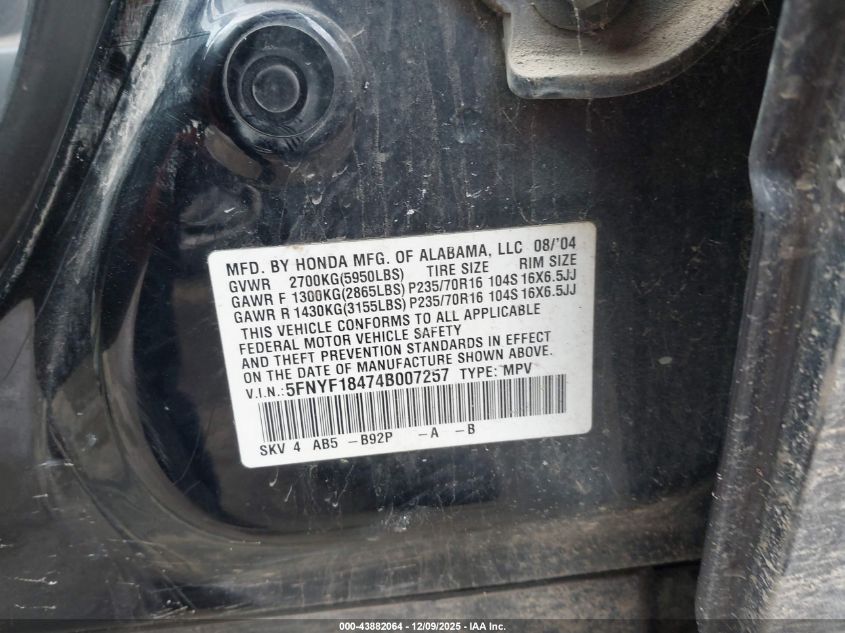 MFD. BY HONDA MFG. OF ALABAMA, LLC 08/'04
GVWR 2700KG(5950LBS) TIRE SIZE RIM SIZE
GAWR F 1300KG(2865LBS) P235/70R16 104S 16X6.5JJ
GAWR R 1430KG(3155LBS) P235/70R16 104S 16X6.5JJ
THIS VEHICLE CONFORMS TO ALL APPLICABLE
FEDERAL MOTOR VEHICLE SAFETY
AND THEFT PREVENTION STANDARDS IN EFFECT
ON THE DATE OF MANUFACTURE SHOWN ABOVE.
V.I.N.:5FNYF18474B007257 TYPE: MPV
SKV 4 AB5 -B92P -A -B
000-43882064 - 12/09/2025 - IAA Inc.